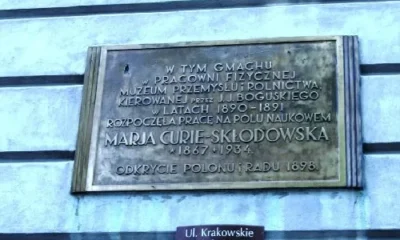 W TYM GMACHU
PRACOWNI FIZYCZNEJ
MUZEUM PRZEMYSŁU I ROLNICTWA
KIEROWANEJ PRZEZ J.J. BOGUSKIEGO
W LATACH 1890-1891
ROZPOCZĘŁA PRACE NA POLU NAUKOWEM
MARJA CURIE-SKŁODOWSKA
* 1867 * 1934
ODKRYCIE POLONU I RADU 1898
Ul. Krakowskie